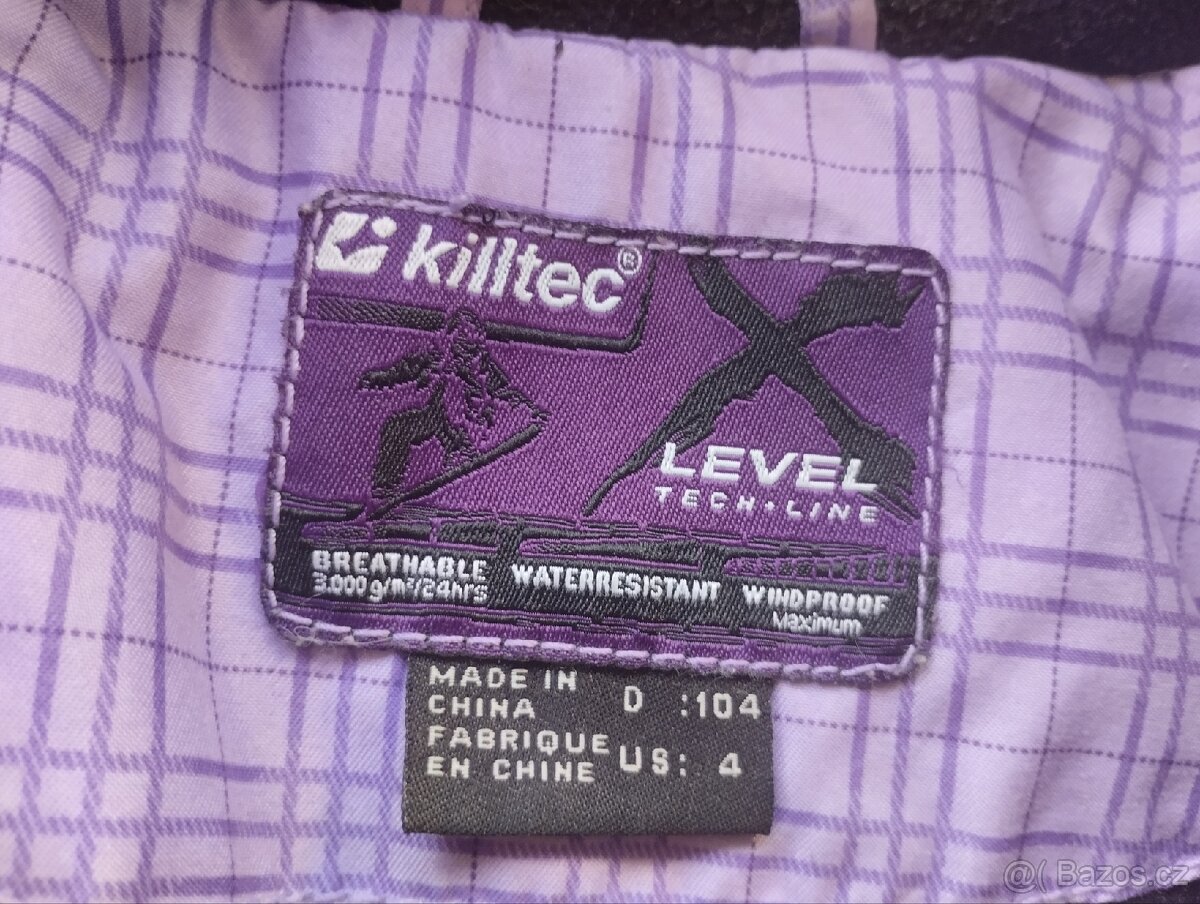 killtec®
X
LEVEL
TECH·LINE
BREATHABLE
3.000 g/m²/24hrs
WATERRESISTANT
WINDPROOF
Maximum
MADE IN
CHINA
FABRIQUE
EN CHINE
D :104
US: 4
@( Bazos.cz